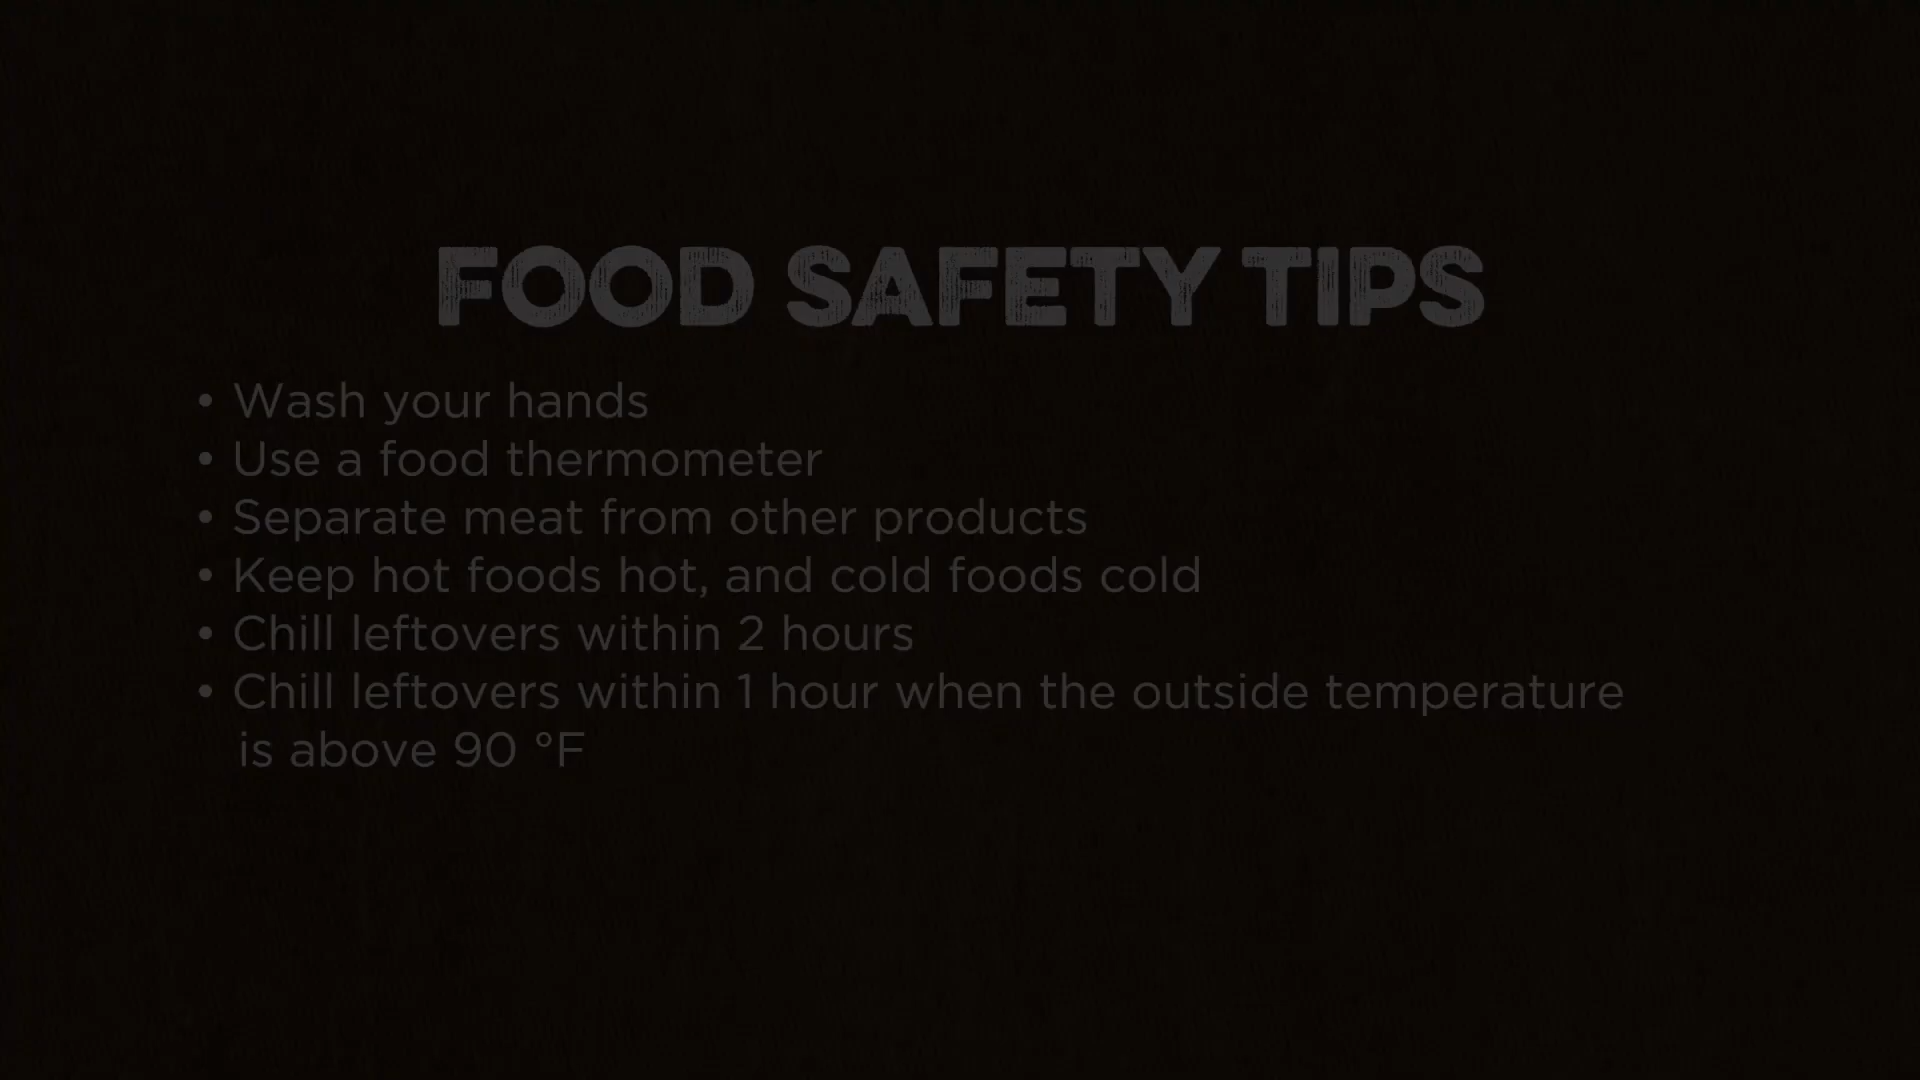 FOOD SAFETY TIPS
• Wash your hands
• Use a food thermometer
• Separate meat from other products
• Keep hot foods hot, and cold foods cold
• Chill leftovers within 2 hours
• Chill leftovers within 1 hour when the outside temperature
is above 90 °F